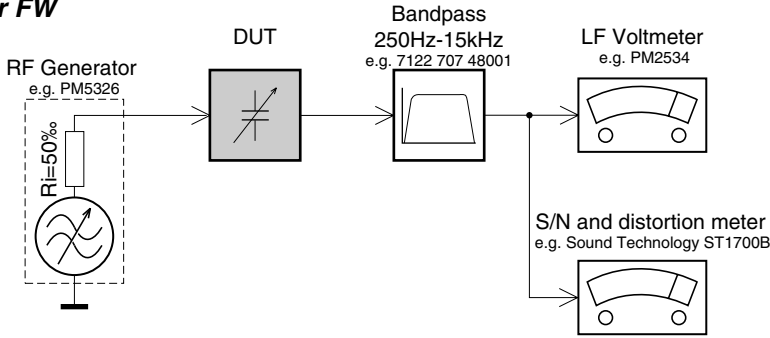 r FW
RF Generator
e.g. PM5326
Ri=50‰
DUT
Bandpass
250Hz-15kHz
e.g. 7122 707 48001
LF Voltmeter
e.g. PM2534
S/N and distortion meter
e.g. Sound Technology ST1700B